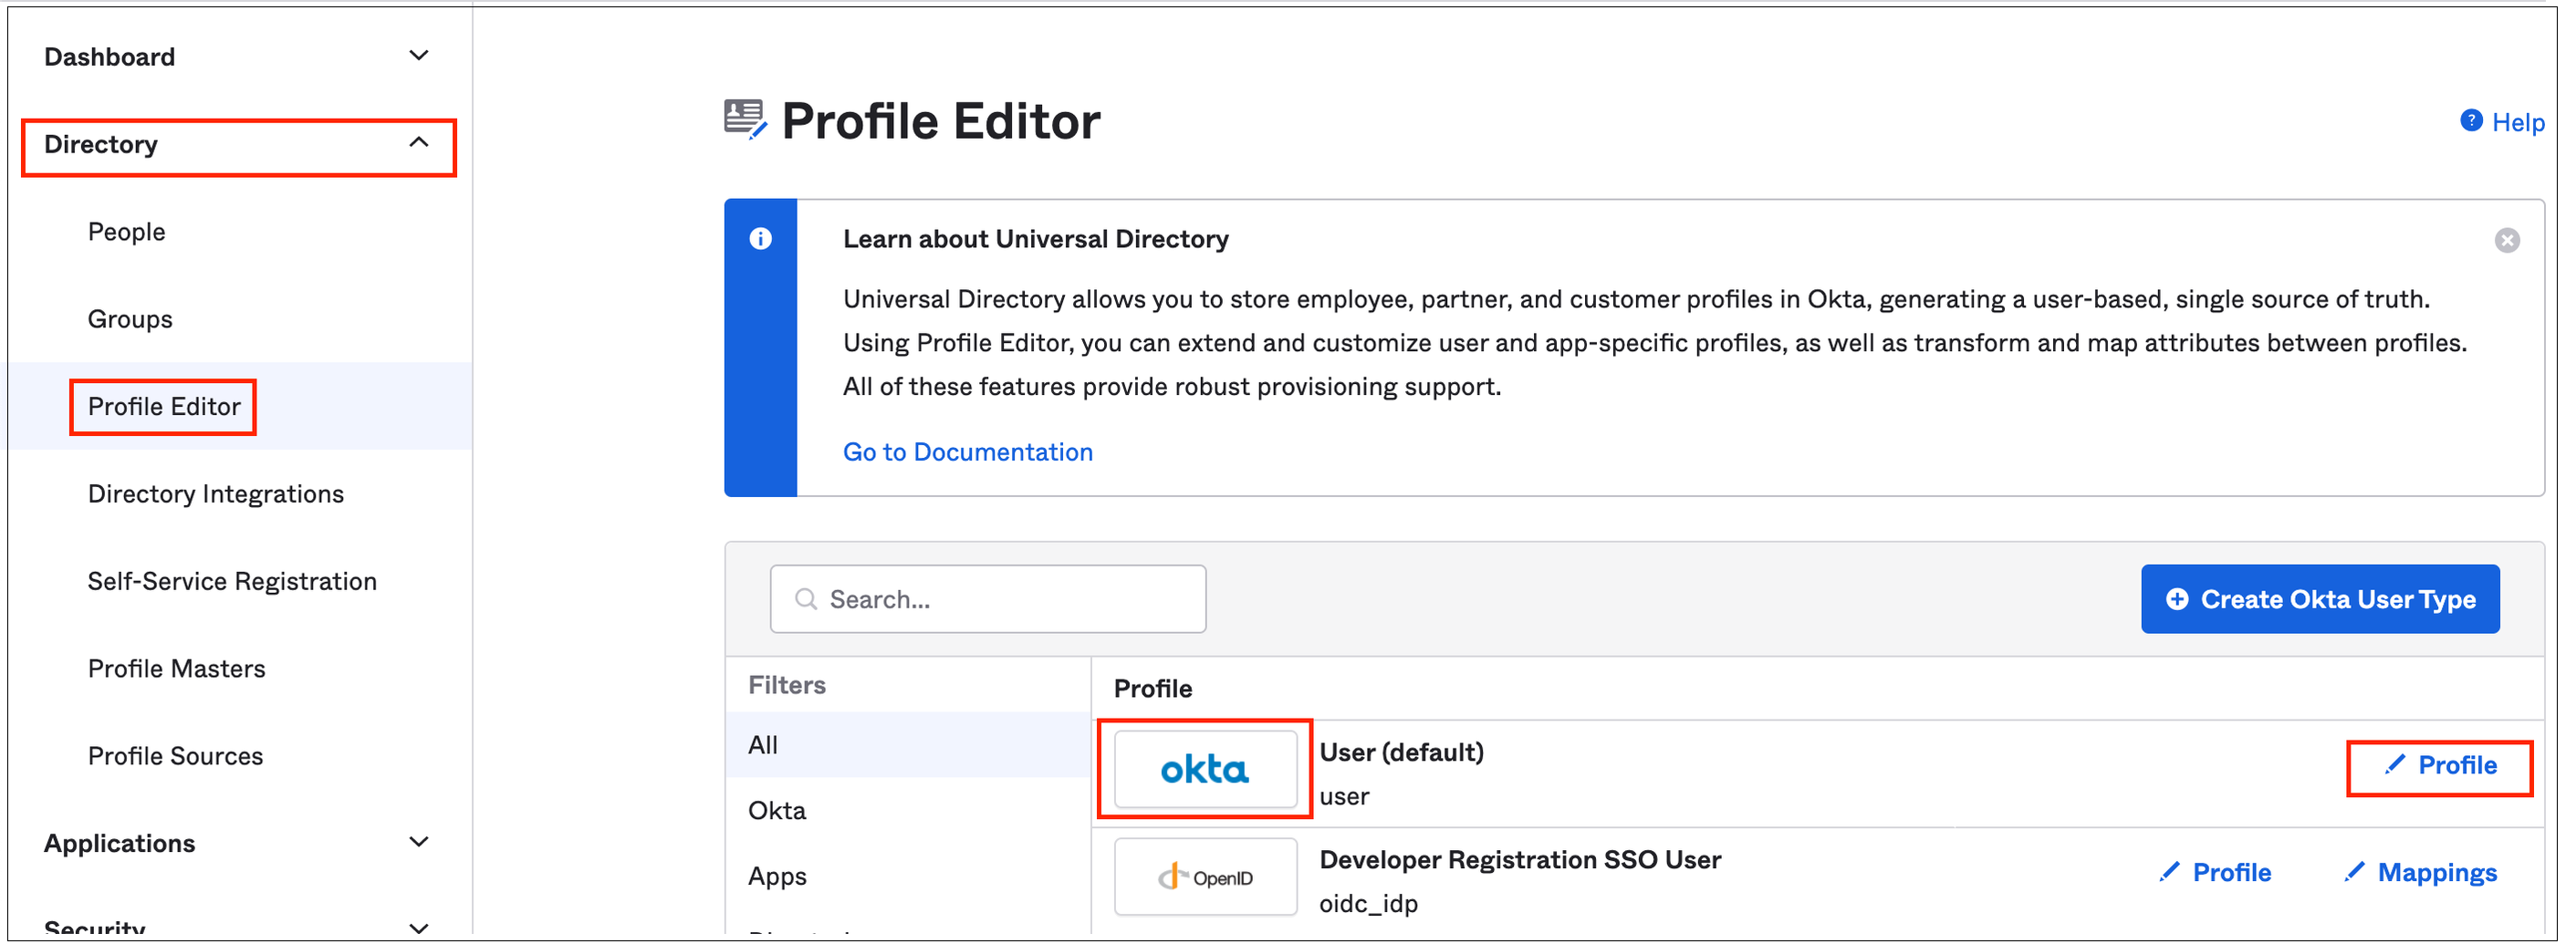 Dashboard
Directory
People
Groups
Profile Editor
Directory Integrations
Self-Service Registration
Profile Masters
Profile Sources
Applications
Security
Profile Editor
Help
Learn about Universal Directory
Universal Directory allows you to store employee, partner, and customer profiles in Okta, generating a user-based, single source of truth.
Using Profile Editor, you can extend and customize user and app-specific profiles, as well as transform and map attributes between profiles.
All of these features provide robust provisioning support.
Go to Documentation
Search...
Create Okta User Type
Filters
All
Okta
Apps
Profile
okta
User (default)
user
Profile
OpenID
Developer Registration SSO User
oidc_idp
Profile
Mappings